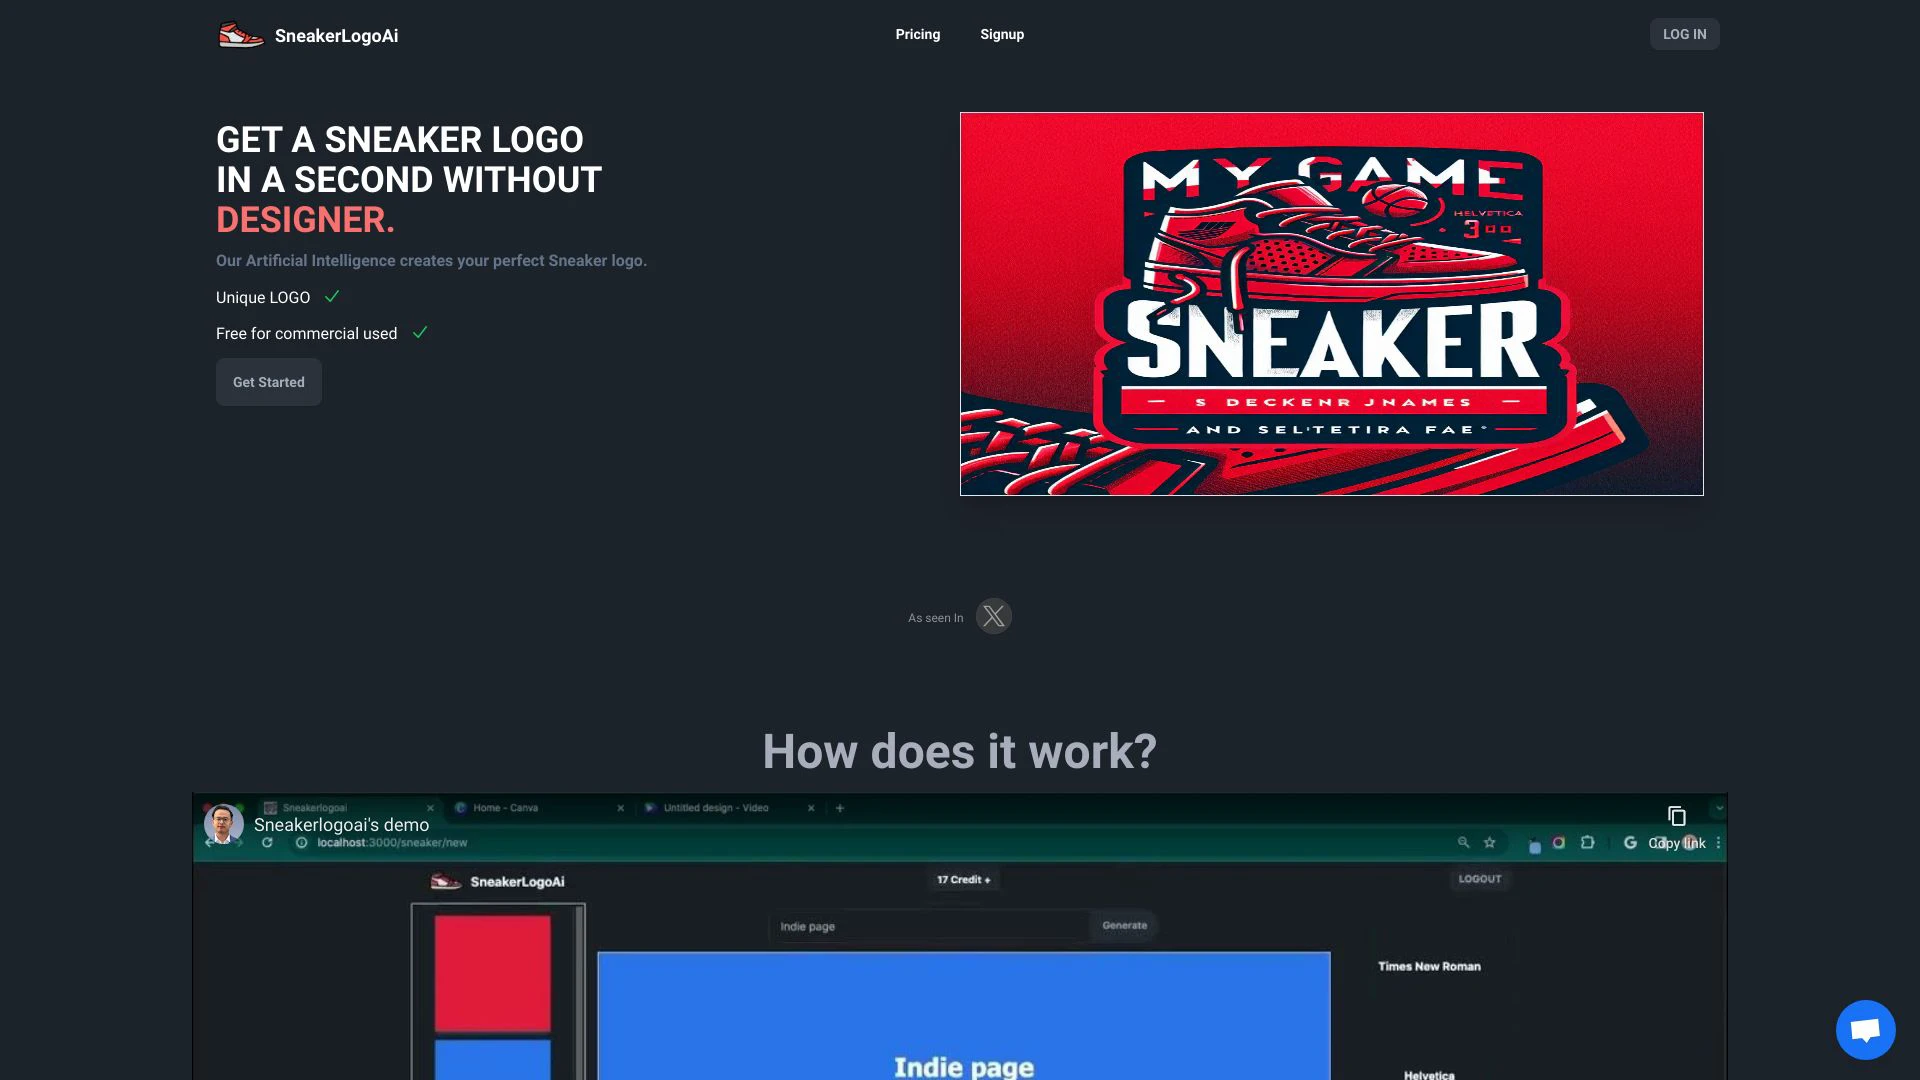 SneakerLogoAi
Pricing
Signup
LOG IN
GET A SNEAKER LOGO
IN A SECOND WITHOUT
DESIGNER.
Our Artificial Intelligence creates your perfect Sneaker logo.
Unique LOGO
Free for commercial used
Get Started
MY GAME
HELVETICA
SNEAKER
S DECKENR JNAMES
AND SEL'TETIRA FAE
As seen In
How does it work?
Sneakerlogoai
Home - Canva
Untitled design - Video
Sneakerlogoai's demo
localhost:3000/sneaker/new
Copy link
SneakerLogoAi
17 Credit +
LOGOUT
Indie page
Generate
Times New Roman
Indie page
Helvetica